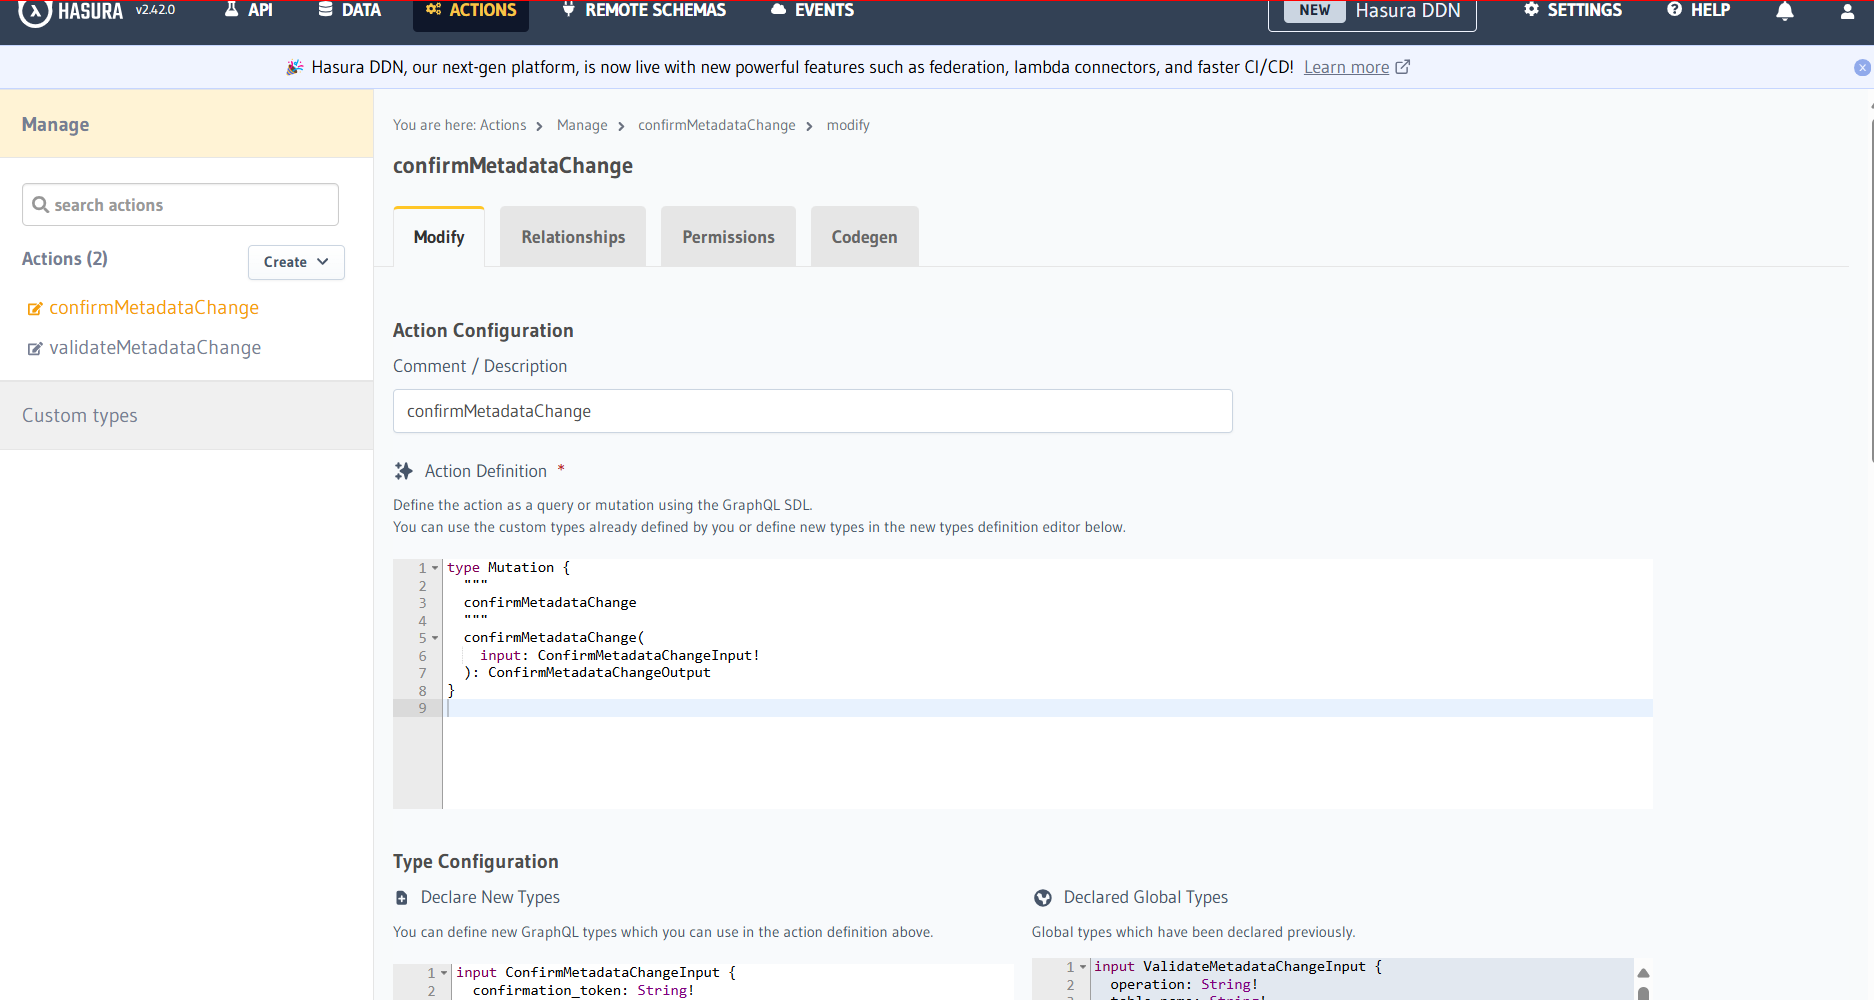 HASURA v2.42.0 API DATA ACTIONS REMOTE SCHEMAS EVENTS NEW Hasura DDN SETTINGS HELP
Hasura DDN, our next-gen platform, is now live with new powerful features such as federation, lambda connectors, and faster CI/CD! Learn more
Manage
search actions
Actions (2) Create
confirmMetadataChange
validateMetadataChange
Custom types
You are here: Actions > Manage > confirmMetadataChange > modify
confirmMetadataChange
Modify Relationships Permissions Codegen
Action Configuration
Comment / Description
confirmMetadataChange
Action Definition *
Define the action as a query or mutation using the GraphQL SDL.
You can use the custom types already defined by you or define new types in the new types definition editor below.
1 type Mutation {
2 """
3 confirmMetadataChange
4 """
5 confirmMetadataChange(
6 input: ConfirmMetadataChangeInput!
7 ): ConfirmMetadataChangeOutput
8 }
9
Type Configuration
Declare New Types
You can define new GraphQL types which you can use in the action definition above.
1 input ConfirmMetadataChangeInput {
2 confirmation_token: String!
Declared Global Types
Global types which have been declared previously.
1 input ValidateMetadataChangeInput {
2 operation: String!
3 table_name: String!